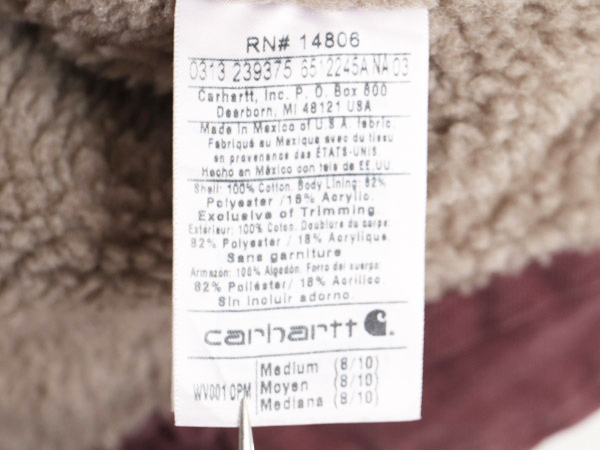 RN# 14806
0313 239375 6512245A NA 03
Carhartt, Inc. P. O. Box 600
Dearborn, MI 48121 USA
Made in Mexico of U.S.A. fabric.
Fabriqué au Mexique avec du tissu
en provenance des ÉTATS-UNIS.
Hecho en México con tela de EE.UU.
Shell: 100% Cotton. Body Lining: 82%
Polyester /18% Acrylic.
Exclusive of Trimming
Extérieur: 100% Coton. Doublure du corps:
82% Polyester / 18% Acrylique.
Sans garniture
Armazon: 100% Algodón. Forro del cuerpo:
82% Poliéster / 18% Acrílico
Sin incluir adorno.
carhartt
WV001 0PM
Medium (8/10)
Moyen (8/10)
Mediana (8/10)